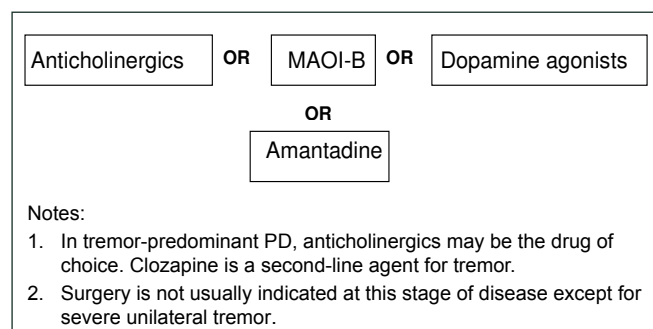 Anticholinergics OR MAOI-B OR Dopamine agonists
OR
Amantadine
Notes:
1. In tremor-predominant PD, anticholinergics may be the drug of
choice. Clozapine is a second-line agent for tremor.
2. Surgery is not usually indicated at this stage of disease except for
severe unilateral tremor.